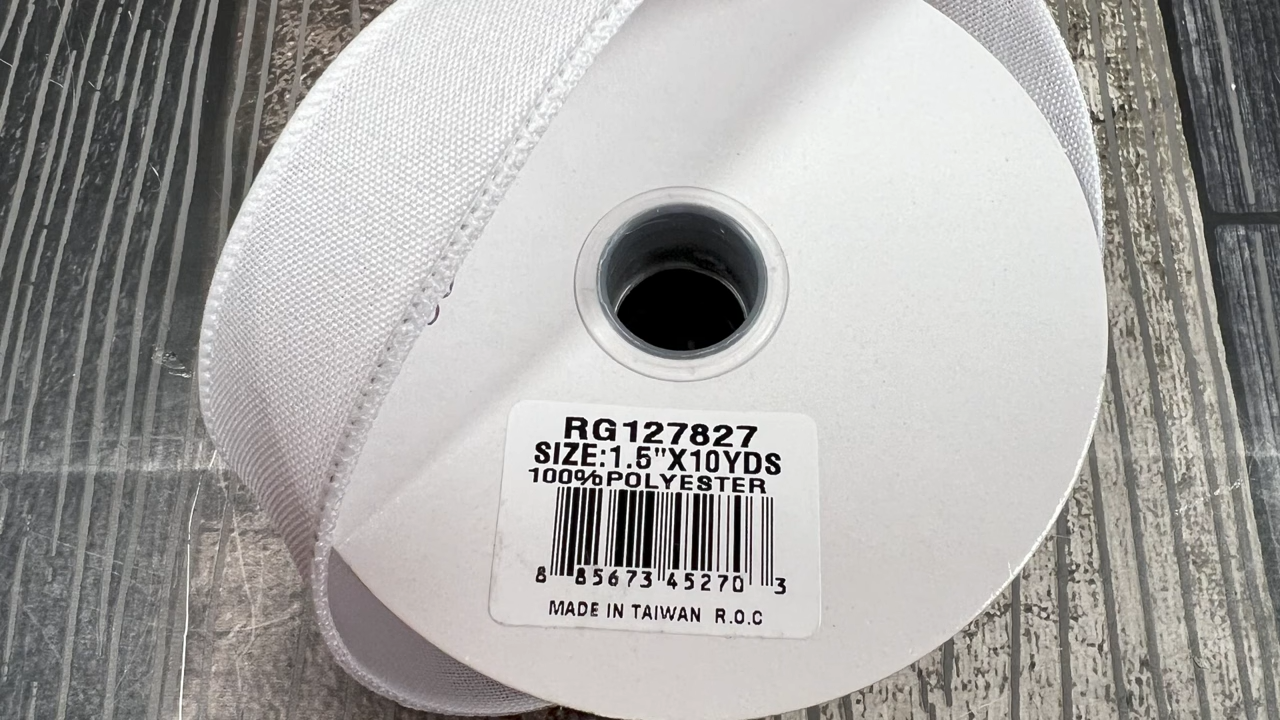 RG127827
SIZE:1.5"X10YDS
100%POLYESTER
8 85673 45270 3
MADE IN TAIWAN R.O.C